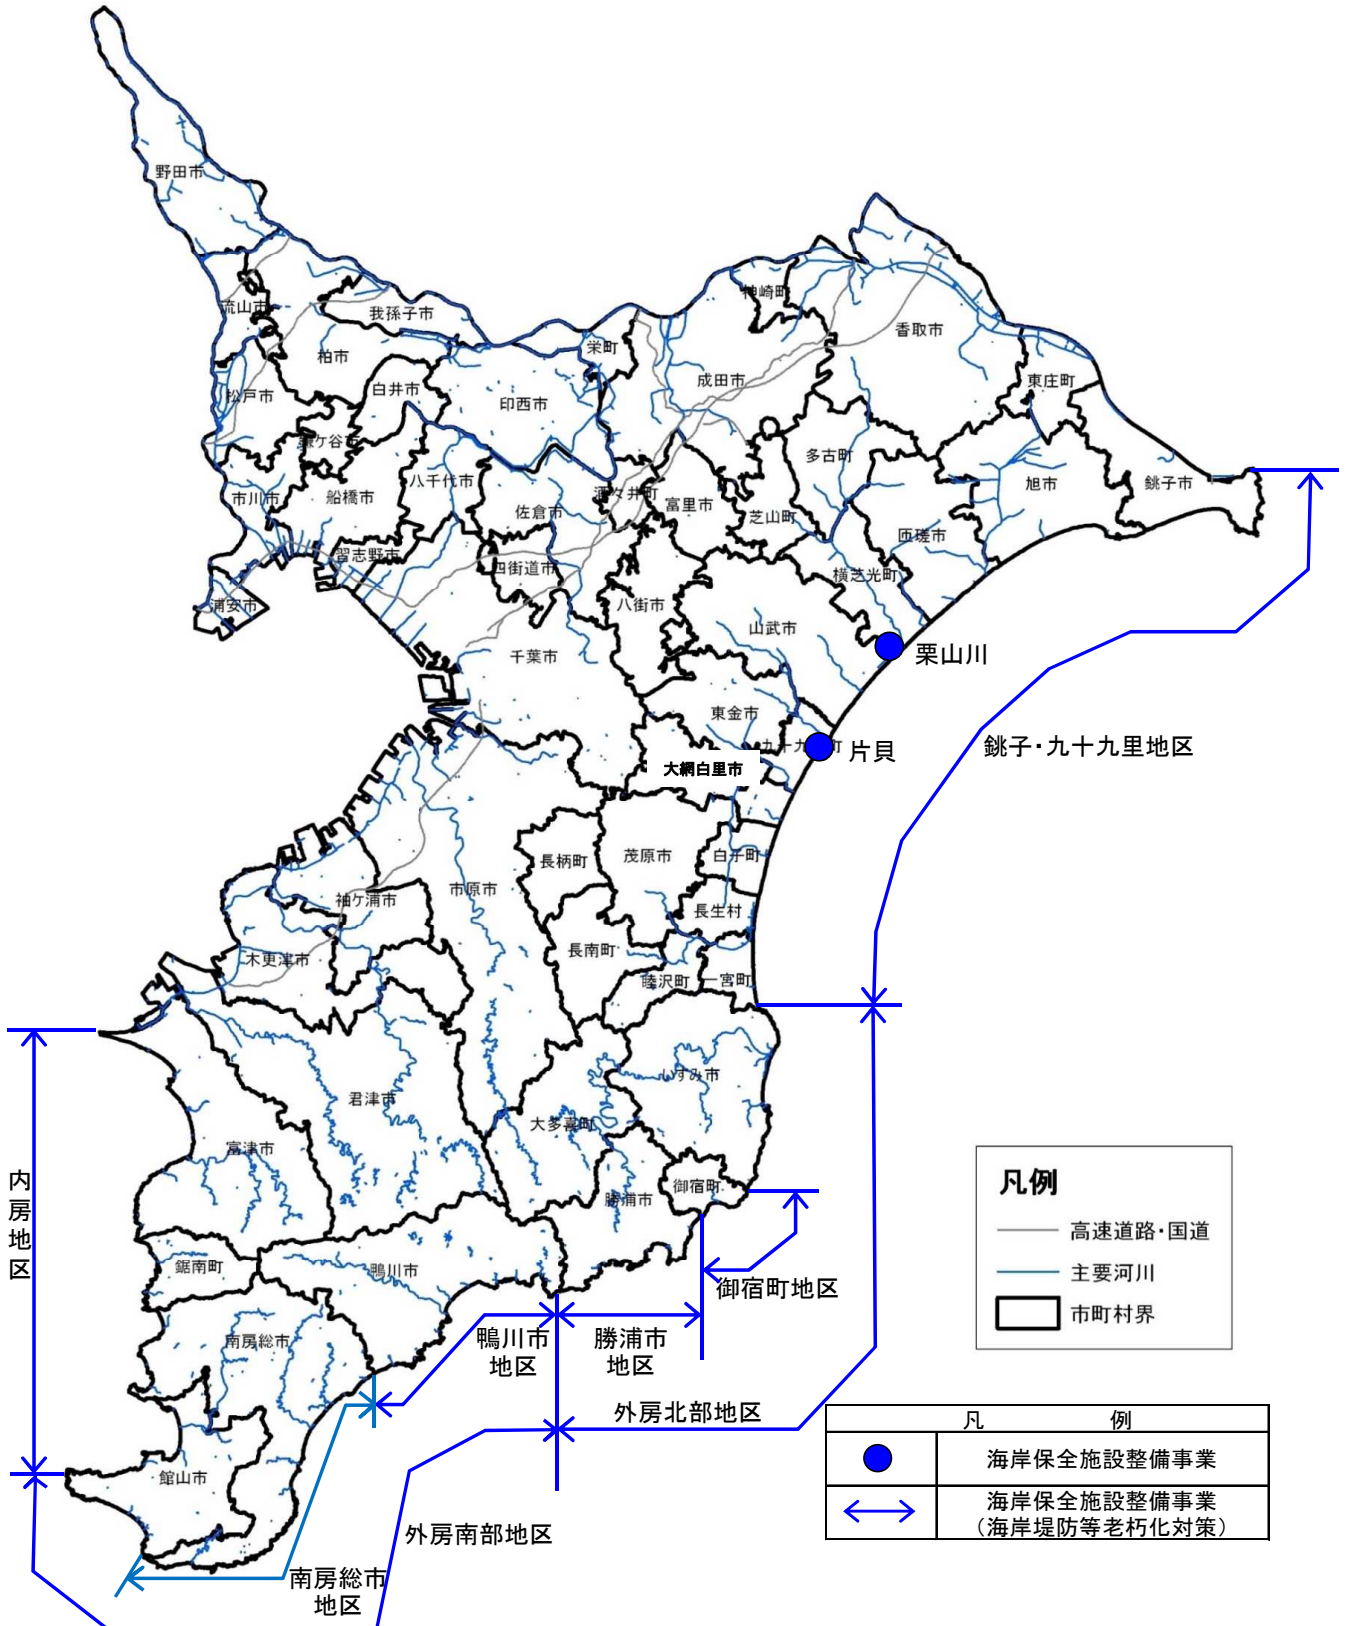 野田市
流山市
我孫子市
柏市
松戸市
白井市
鎌ケ谷市
市川市
船橋市
八千代市
習志野市
浦安市
印西市
栄町
佐倉市
酒々井町
四街道市
千葉市
成田市
神崎町
香取市
東庄町
多古町
富里市
芝山町
旭市
銚子市
匝瑳市
横芝光町
八街市
山武市
栗山川
東金市
片貝
大網白里市
銚子・九十九里地区
長柄町
茂原市
白子町
市原市
袖ケ浦市
長生村
長南町
木更津市
睦沢町
一宮町
いすみ市
君津市
大多喜町
富津市
御宿町
勝浦市
内房地区
鋸南町
鴨川市
南房総市
館山市
御宿町地区
鴨川市
地区
勝浦市
地区
外房北部地区
外房南部地区
南房総市
地区
凡例
高速道路・国道
主要河川
市町村界
凡 例
海岸保全施設整備事業
海岸保全施設整備事業
（海岸堤防等老朽化対策）